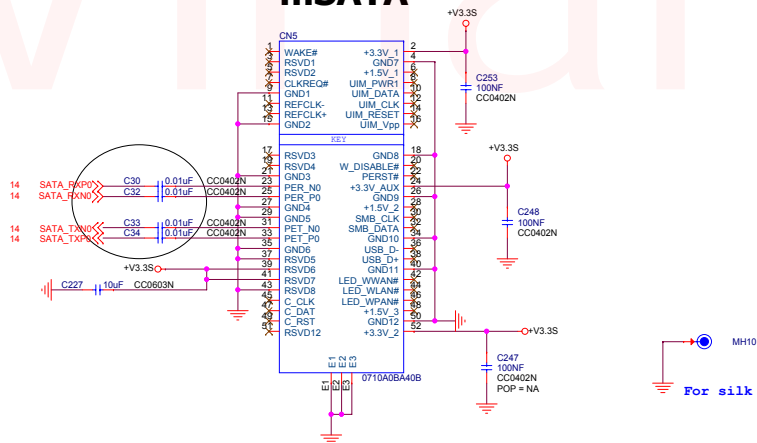 mSATA
+V3.3S
CN5
1 WAKE# +3.3V_1 2
3 RSVD1 GND7 4
5 RSVD2 +1.5V_1 6
7 CLKREQ# UIM_PWR1 8
9 GND1 UIM_DATA 10
11 REFCLK- UIM_CLK 12
13 REFCLK+ UIM_RESET 14
15 GND2 UIM_Vpp 16
C253
100NF
CC0402N
KEY
+V3.3S
17 RSVD3 GND8 18
19 RSVD4 W_DISABLE# 20
21 GND3 PERST# 22
14 SATA_RXP0 C30 0.01uF CC0402N 23 PER_N0 +3.3V_AUX 24
14 SATA_RXN0 C32 0.01uF CC0402N 25 PER_P0 GND9 26
27 GND4 +1.5V_2 28
29 GND5 SMB_CLK 30
14 SATA_TXN0 C33 0.01uF CC0402N 31 PET_N0 SMB_DATA 32
14 SATA_TXP0 C34 0.01uF CC0402N 33 PET_P0 GND10 34
35 GND6 USB_D- 36
37 RSVD5 USB_D+ 38
+V3.3S 39 RSVD6 GND11 40
41 RSVD7 LED_WWAN# 42
C227 10uF CC0603N 43 RSVD8 LED_WLAN# 44
45 C_CLK LED_WPAN# 46
47 C_DAT +1.5V_3 48
49 C_RST GND12 50
51 RSVD12 +3.3V_2 52
C248
100NF
CC0402N
+V3.3S
E1 E2 E3
0710A0BA40B
E1 E2 E3
C247
100NF
CC0402N
POP = NA
MH10
For silk